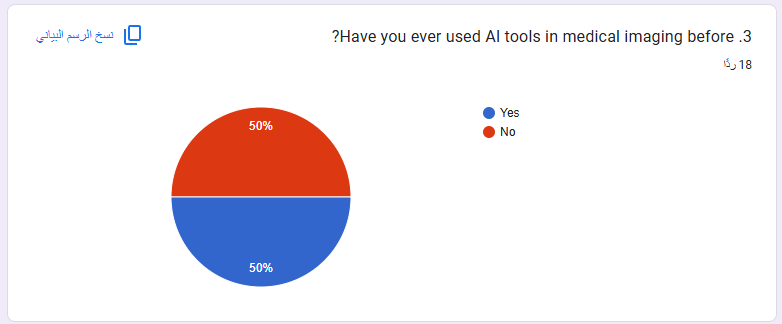 3. Have you ever used AI tools in medical imaging before?
نسخ الرسم البياني
18 ردًا
Yes
No
50%
50%